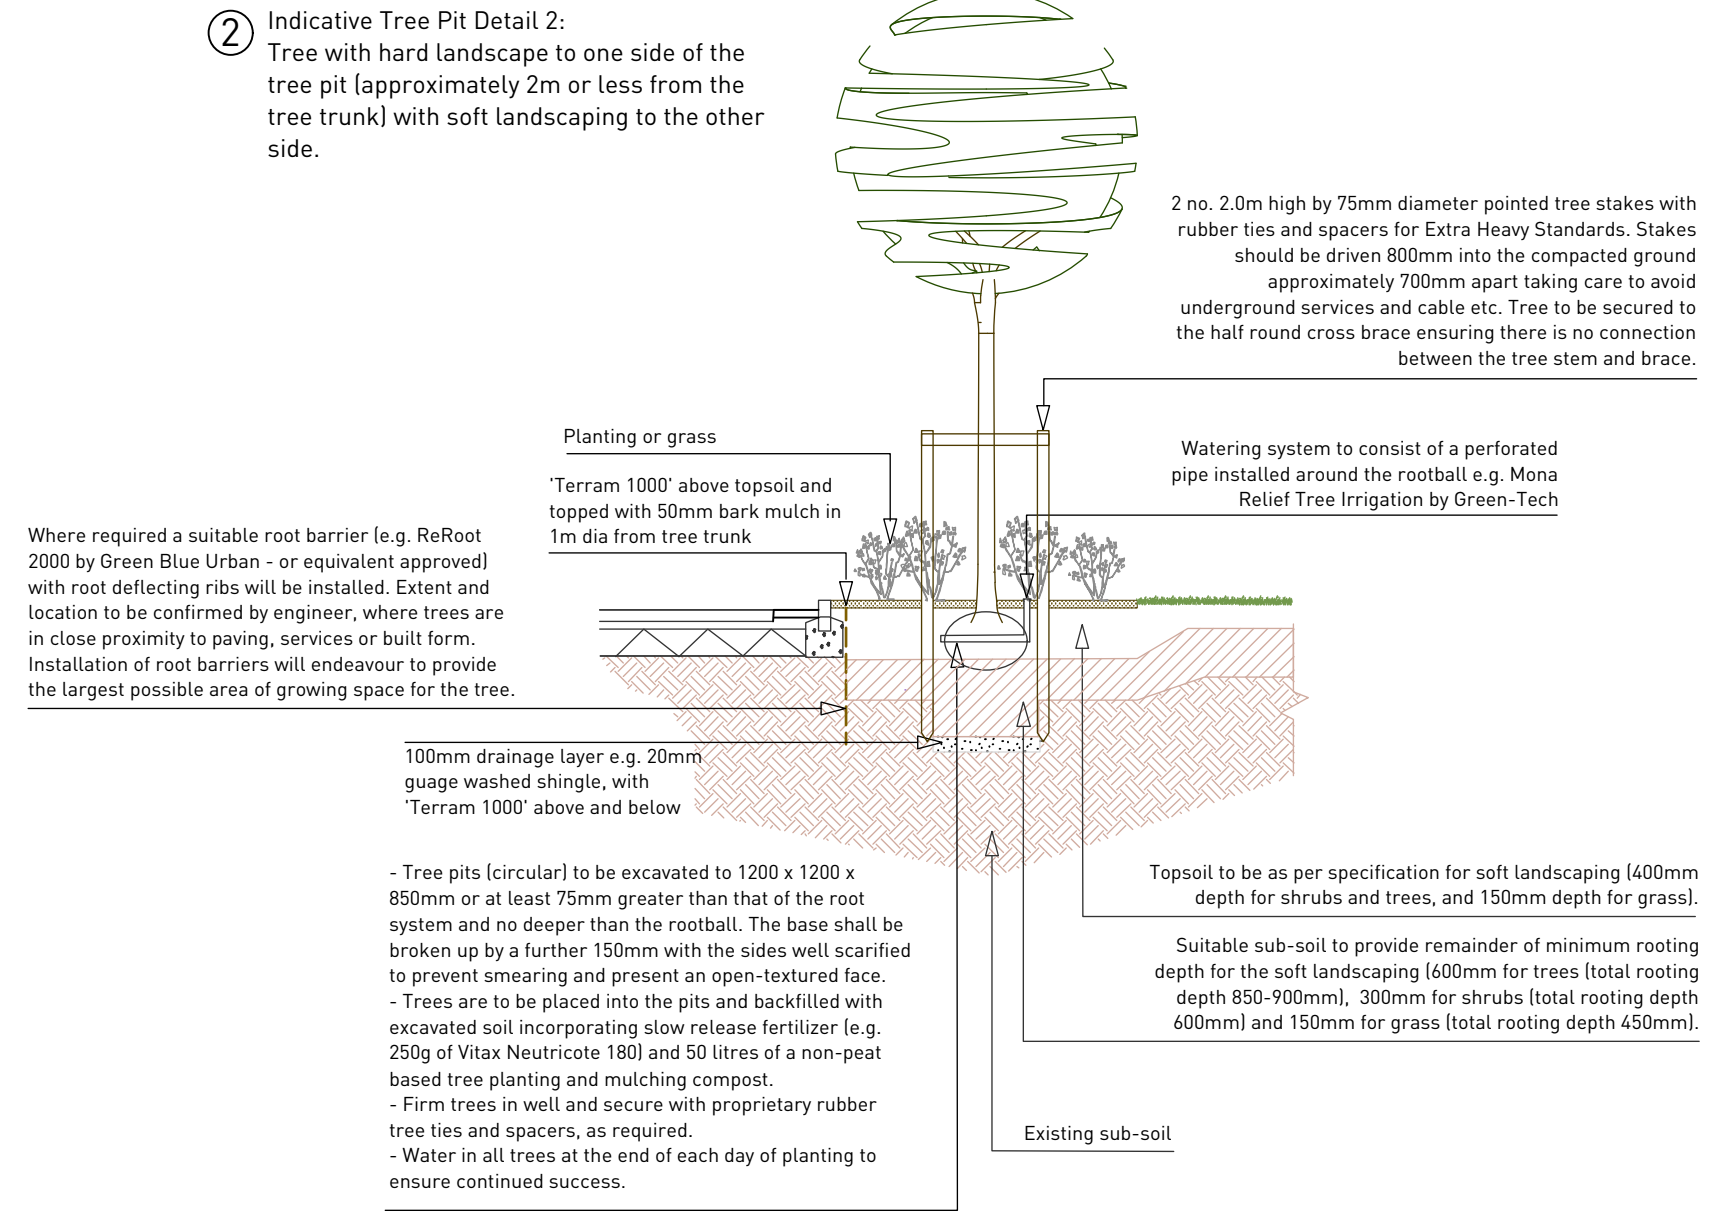 2
Indicative Tree Pit Detail 2:
Tree with hard landscape to one side of the
tree pit (approximately 2m or less from the
tree trunk) with soft landscaping to the other
side.
2 no. 2.0m high by 75mm diameter pointed tree stakes with
rubber ties and spacers for Extra Heavy Standards. Stakes
should be driven 800mm into the compacted ground
approximately 700mm apart taking care to avoid
underground services and cable etc. Tree to be secured to
the half round cross brace ensuring there is no connection
between the tree stem and brace.
Planting or grass
Watering system to consist of a perforated
pipe installed around the rootball e.g. Mona
Relief Tree Irrigation by Green-Tech
'Terram 1000' above topsoil and
topped with 50mm bark mulch in
1m dia from tree trunk
Where required a suitable root barrier (e.g. ReRoot
2000 by Green Blue Urban - or equivalent approved)
with root deflecting ribs will be installed. Extent and
location to be confirmed by engineer, where trees are
in close proximity to paving, services or built form.
Installation of root barriers will endeavour to provide
the largest possible area of growing space for the tree.
100mm drainage layer e.g. 20mm
guage washed shingle, with
'Terram 1000' above and below
- Tree pits (circular) to be excavated to 1200 x 1200 x
850mm or at least 75mm greater than that of the root
system and no deeper than the rootball. The base shall be
broken up by a further 150mm with the sides well scarified
to prevent smearing and present an open-textured face.
- Trees are to be placed into the pits and backfilled with
excavated soil incorporating slow release fertilizer (e.g.
250g of Vitax Neutricote 180) and 50 litres of a non-peat
based tree planting and mulching compost.
- Firm trees in well and secure with proprietary rubber
tree ties and spacers, as required.
- Water in all trees at the end of each day of planting to
ensure continued success.
Topsoil to be as per specification for soft landscaping (400mm
depth for shrubs and trees, and 150mm depth for grass).
Suitable sub-soil to provide remainder of minimum rooting
depth for the soft landscaping (600mm for trees (total rooting
depth 850-900mm), 300mm for shrubs (total rooting depth
600mm) and 150mm for grass (total rooting depth 450mm).
Existing sub-soil